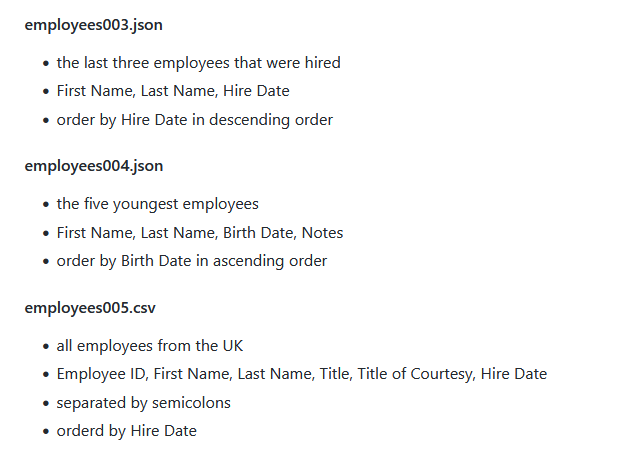 employees003.json
the last three employees that were hired
First Name, Last Name, Hire Date
order by Hire Date in descending order
employees004.json
the five youngest employees
First Name, Last Name, Birth Date, Notes
order by Birth Date in ascending order
employees005.csv
all employees from the UK
Employee ID, First Name, Last Name, Title, Title of Courtesy, Hire Date
separated by semicolons
orderd by Hire Date